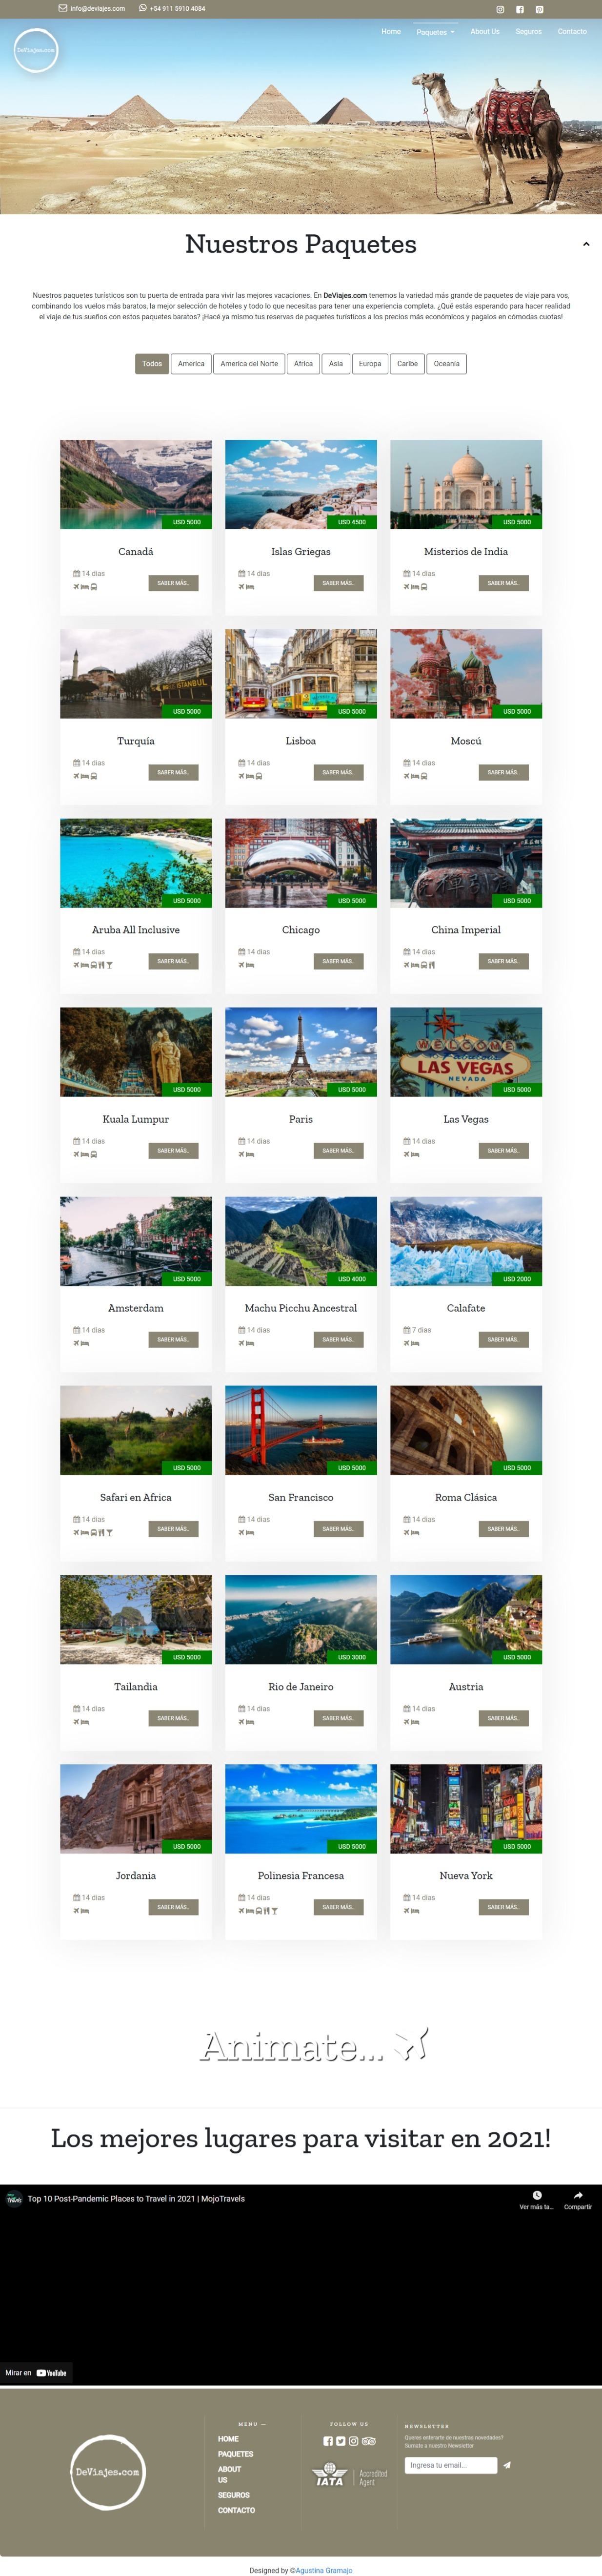 info@deviajes.com +54 911 5910 4084
DeViajes.com
Home Paquetes About Us Seguros Contacto
Nuestros Paquetes
Nuestros paquetes turísticos son tu puerta de entrada para vivir las mejores vacaciones. En DeViajes.com tenemos la variedad más grande de paquetes de viaje para vos,
combinando los vuelos más baratos, la mejor selección de hoteles y todo lo que necesitas para tener una experiencia completa. ¿Qué estás esperando para hacer realidad
el viaje de tus sueños con estos paquetes baratos? ¡Hacé ya mismo tus reservas de paquetes turísticos a los precios más económicos y pagalos en cómodas cuotas!
Todos America America del Norte Africa Asia Europa Caribe Oceanía
USD 5000 USD 4500 USD 5000
Canadá Islas Griegas Misterios de India
14 dias 14 dias 14 dias
SABER MÁS.. SABER MÁS.. SABER MÁS..
ISTANBUL
USD 5000 USD 5000 USD 5000
Turquía Lisboa Moscú
14 dias 14 dias 14 dias
SABER MÁS.. SABER MÁS.. SABER MÁS..
USD 5000 USD 5000 USD 5000
Aruba All Inclusive Chicago China Imperial
14 dias 14 dias 14 dias
SABER MÁS.. SABER MÁS.. SABER MÁS..
WELCOME
Fabulous
LAS VEGAS
NEVADA
USD 5000 USD 5000 USD 5000
Kuala Lumpur Paris Las Vegas
14 dias 14 dias 14 dias
SABER MÁS.. SABER MÁS.. SABER MÁS..
USD 5000 USD 4000 USD 2000
Amsterdam Machu Picchu Ancestral Calafate
14 dias 14 dias 7 dias
SABER MÁS.. SABER MÁS.. SABER MÁS..
USD 5000 USD 5000 USD 5000
Safari en Africa San Francisco Roma Clásica
14 dias 14 dias 14 dias
SABER MÁS.. SABER MÁS.. SABER MÁS..
USD 5000 USD 3000 USD 5000
Tailandia Rio de Janeiro Austria
14 dias 14 dias 14 dias
SABER MÁS.. SABER MÁS.. SABER MÁS..
USD 5000 USD 5000 USD 5000
Jordania Polinesia Francesa Nueva York
14 dias 14 dias 14 dias
SABER MÁS.. SABER MÁS.. SABER MÁS..
Animate...
Los mejores lugares para visitar en 2021!
Top 10 Post-Pandemic Places to Travel in 2021 | MojoTravels
Ver más ta... Compartir
Mirar en YouTube
DeViajes.com
MENU —
HOME
PAQUETES
ABOUT
US
SEGUROS
CONTACTO
FOLLOW US
IATA Accredited
Agent
NEWSLETTER
Queres enterarte de nuestras novedades?
Sumate a nuestro Newsletter
Ingresa tu email...
Designed by ©Agustina Gramajo